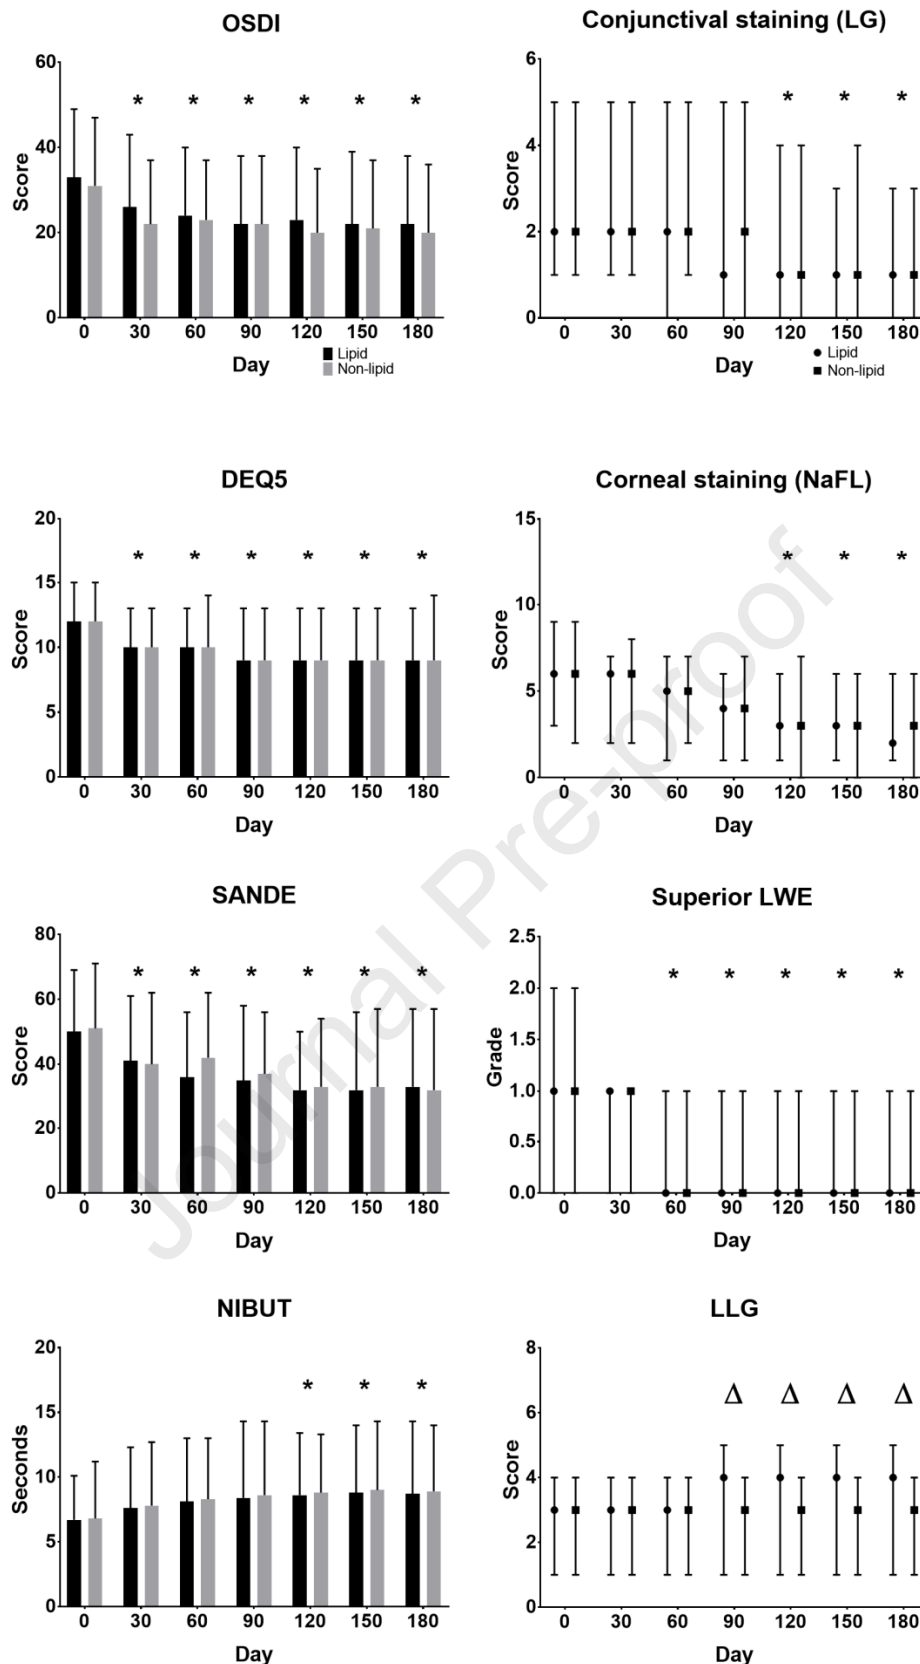 OSDI
Score
60
40
20
0
*
*
*
*
*
*
0 30 60 90 120 150 180
Day
Lipid
Non-lipid
Conjunctival staining (LG)
Score
6
4
2
0
*
*
*
0 30 60 90 120 150 180
Day
Lipid
Non-lipid
DEQ5
Score
20
15
10
5
0
*
*
*
*
*
*
0 30 60 90 120 150 180
Day
Corneal staining (NaFL)
Score
15
10
5
0
*
*
*
0 30 60 90 120 150 180
Day
SANDE
Score
80
60
40
20
0
*
*
*
*
*
*
0 30 60 90 120 150 180
Day
Superior LWE
Grade
2.5
2.0
1.5
1.0
0.5
0.0
*
*
*
*
*
0 30 60 90 120 150 180
Day
NIBUT
Seconds
20
15
10
5
0
*
*
*
0 30 60 90 120 150 180
Day
LLG
Score
8
6
4
2
0
Δ
Δ
Δ
Δ
0 30 60 90 120 150 180
Day
Journal Pre-proof